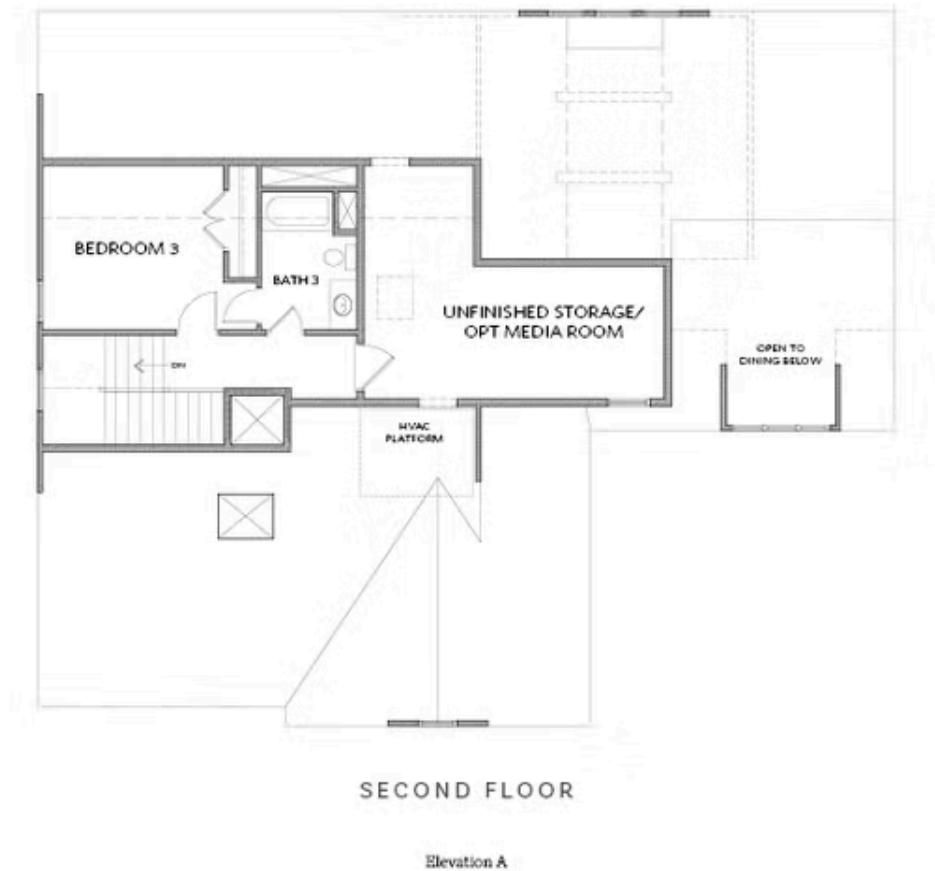 BEDROOM 3
BATH 3
UNFINISHED STORAGE/
OPT MEDIA ROOM
OPEN TO
DINING BELOW
DN
HVAC
PLATFORM
SECOND FLOOR
Elevation A